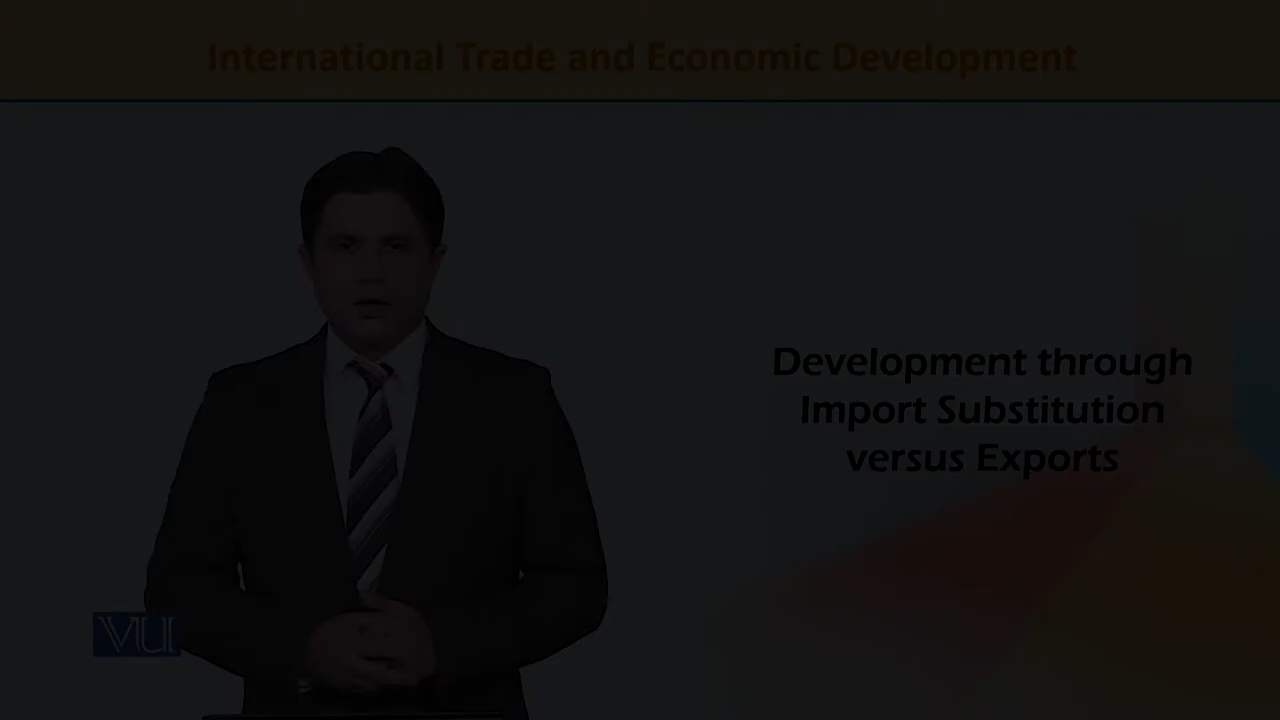 International Trade and Economic Development
Development through
Import Substitution
versus Exports
VU